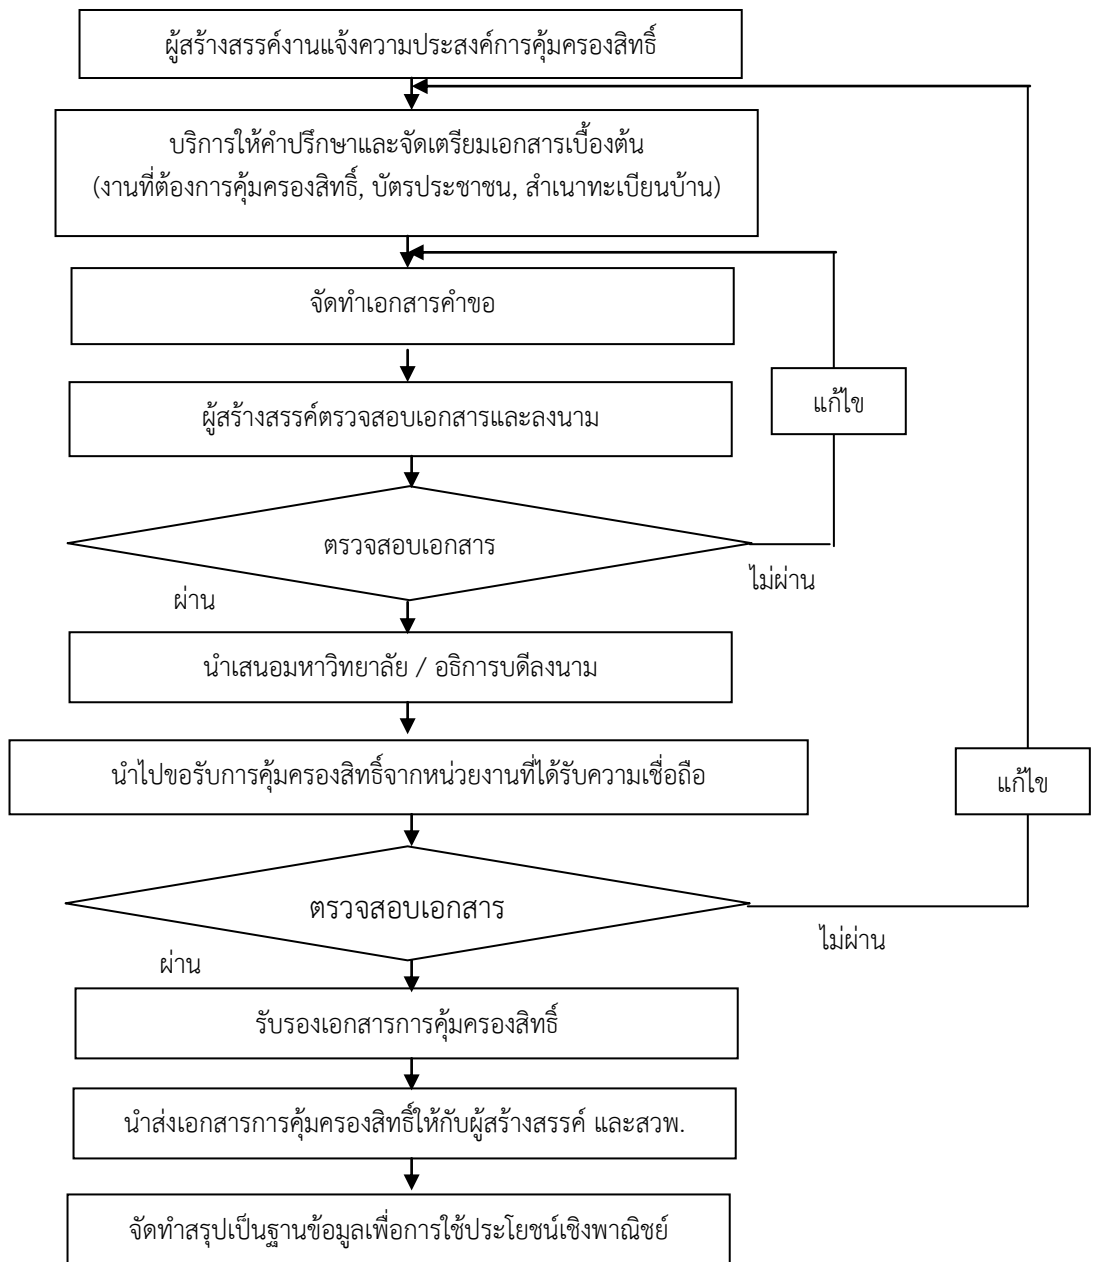 ผู้สร้างสรรค์งานแจ้งความประสงค์การคุ้มครองสิทธิ์
บริการให้คำปรึกษาและจัดเตรียมเอกสารเบื้องต้น
(งานที่ต้องการคุ้มครองสิทธิ์, บัตรประชาชน, สำเนาทะเบียนบ้าน)
จัดทำเอกสารคำขอ
แก้ไข
ผู้สร้างสรรค์ตรวจสอบเอกสารและลงนาม
ตรวจสอบเอกสาร
ไม่ผ่าน
ผ่าน
นำเสนอมหาวิทยาลัย / อธิการบดีลงนาม
นำไปขอรับการคุ้มครองสิทธิ์จากหน่วยงานที่ได้รับความเชื่อถือ
แก้ไข
ตรวจสอบเอกสาร
ไม่ผ่าน
ผ่าน
รับรองเอกสารการคุ้มครองสิทธิ์
นำส่งเอกสารการคุ้มครองสิทธิ์ให้กับผู้สร้างสรรค์ และสวพ.
จัดทำสรุปเป็นฐานข้อมูลเพื่อการใช้ประโยชน์เชิงพาณิชย์